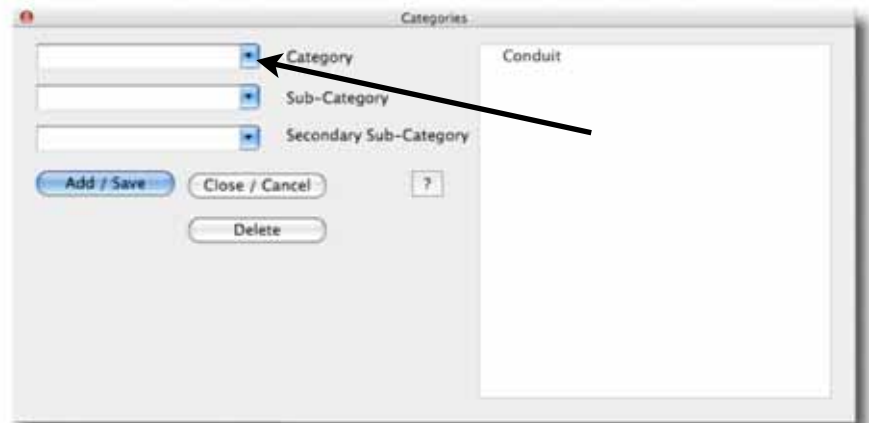 Categories
Category
Conduit
Sub-Category
Secondary Sub-Category
Add / Save
Close / Cancel
?
Delete